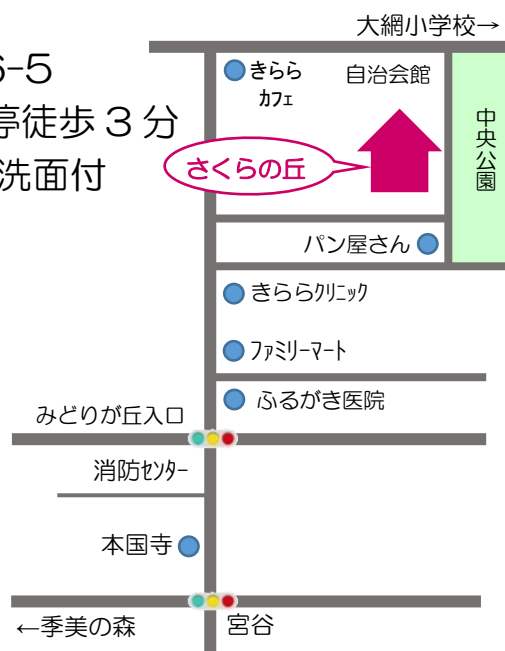 大網小学校→
6-5
停徒歩3分
洗面付
きらら
ｶﾌｪ
自治会館
中央公園
さくらの丘
パン屋さん
きららｸﾘﾆｯｸ
ﾌｧﾐﾘｰﾏｰﾄ
ふるがき医院
みどりが丘入口
消防ｾﾝﾀｰ
本国寺
←季美の森
宮谷